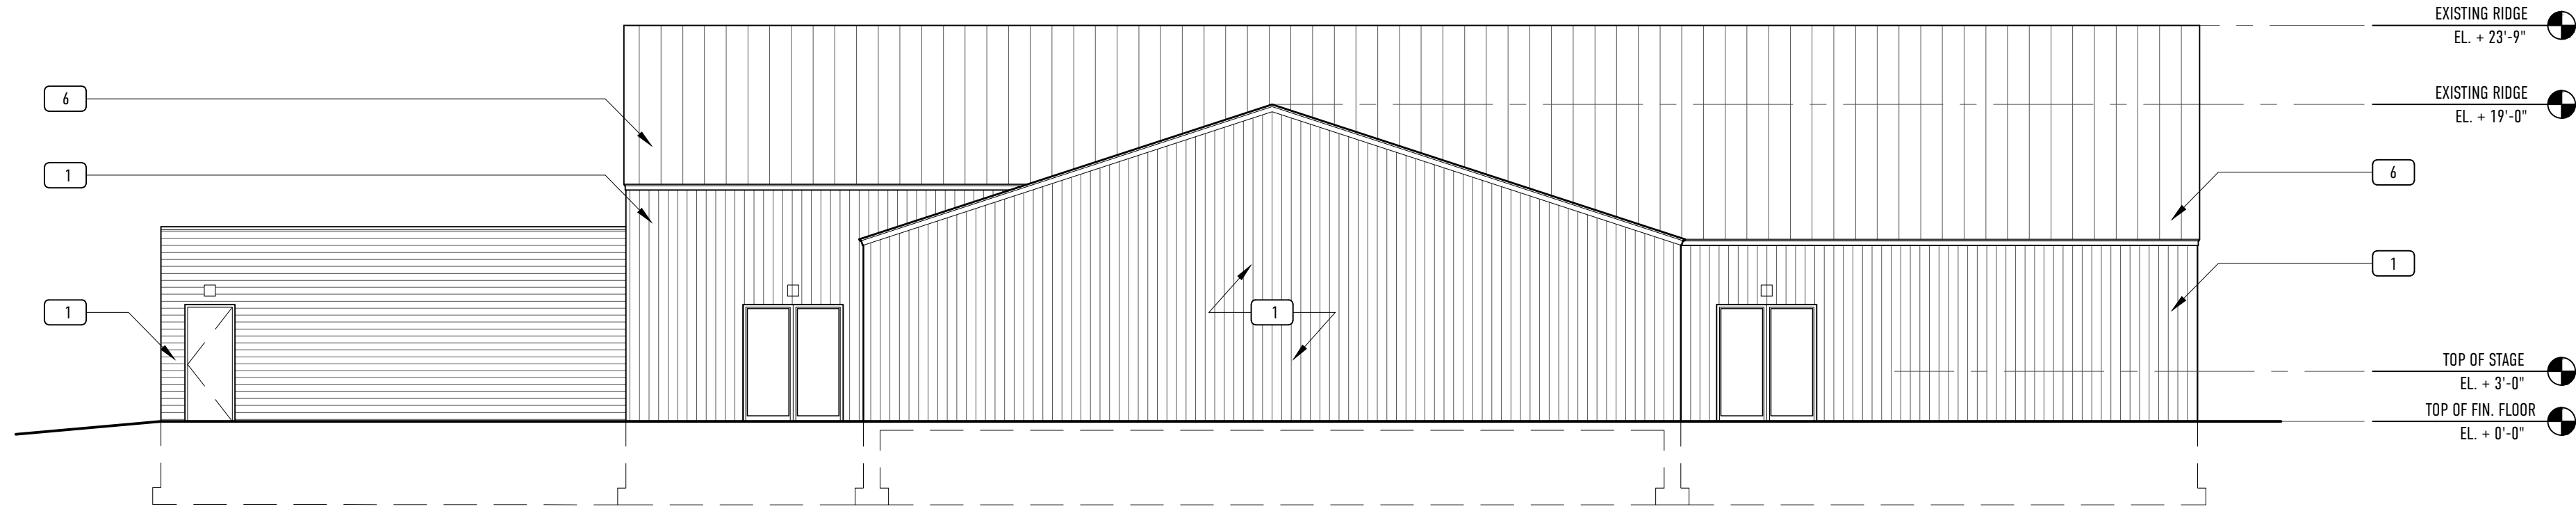 EXISTING RIDGE
EL. + 23'-9"
6
EXISTING RIDGE
EL. + 19'-0"
1
6
1
1
1
TOP OF STAGE
EL. + 3'-0"
TOP OF FIN. FLOOR
EL. + 0'-0"